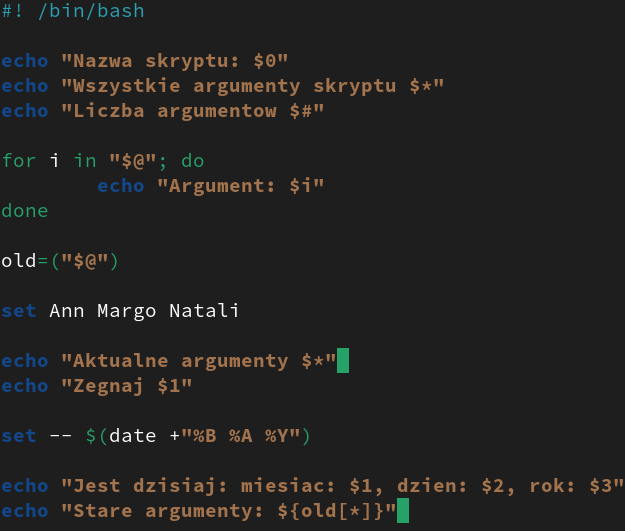 #! /bin/bash
echo "Nazwa skryptu: $0"
echo "Wszystkie argumenty skryptu $*"
echo "Liczba argumentow $#"
for i in "$@"; do
echo "Argument: $i"
done
old=("$@")
set Ann Margo Natali
echo "Aktualne argumenty $*"
echo "Zegnaj $1"
set -- $(date +"%B %A %Y")
echo "Jest dzisiaj: miesiac: $1, dzien: $2, rok: $3"
echo "Stare argumenty: ${old[*]}"